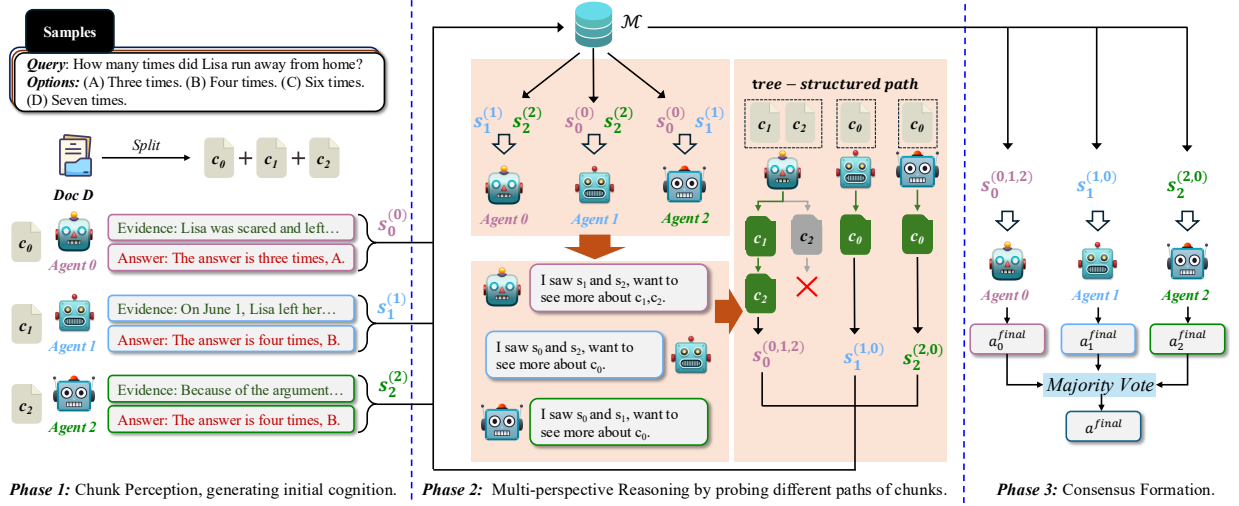 Samples
Query: How many times did Lisa run away from home?
Options: (A) Three times. (B) Four times. (C) Six times.
(D) Seven times.
Doc D
Split
c₀ + c₁ + c₂
c₀
Agent 0
Evidence: Lisa was scared and left…
Answer: The answer is three times, A.
s₀⁽⁰⁾
c₁
Agent 1
Evidence: On June 1, Lisa left her…
Answer: The answer is four times, B.
s₁⁽¹⁾
c₂
Agent 2
Evidence: Because of the argument…
Answer: The answer is four times, B.
s₂⁽²⁾
Phase 1: Chunk Perception, generating initial cognition.
ℳ
s₁⁽¹⁾ s₂⁽²⁾ s₀⁽⁰⁾ s₂⁽²⁾ s₀⁽⁰⁾ s₁⁽¹⁾
Agent 0 Agent 1 Agent 2
I saw s₁ and s₂, want to
see more about c₁,c₂.
I saw s₀ and s₂, want to
see more about c₀.
I saw s₀ and s₁, want to
see more about c₀.
tree – structured path
c₁ c₂ c₀ c₀
c₁ c₂ c₀ c₀
c₂
s₀⁽⁰,¹,²⁾ s₁⁽¹,⁰⁾ s₂⁽²,⁰⁾
Phase 2: Multi-perspective Reasoning by probing different paths of chunks.
s₀⁽⁰,¹,²⁾ s₁⁽¹,⁰⁾ s₂⁽²,⁰⁾
Agent 0 Agent 1 Agent 2
a₀^final a₁^final a₂^final
Majority Vote
a^final
Phase 3: Consensus Formation.